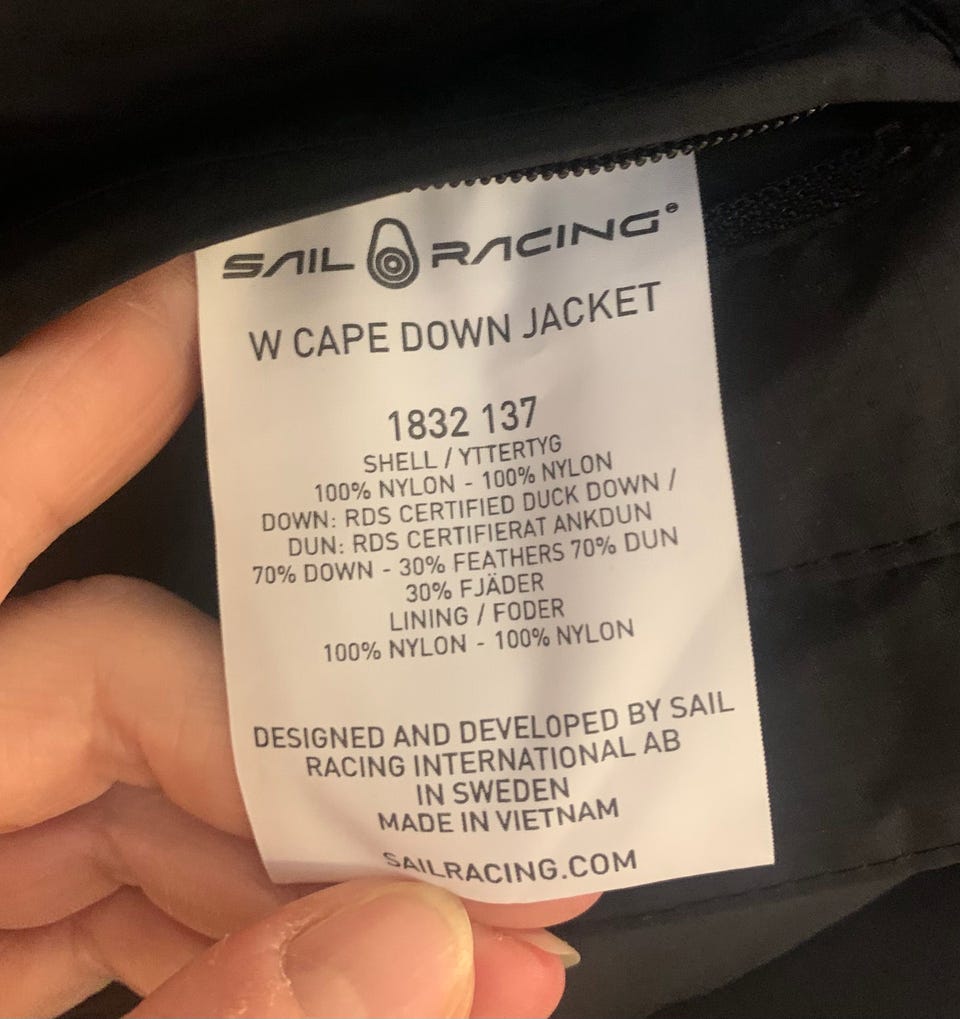 SAIL RACING®
W CAPE DOWN JACKET
1832 137
SHELL / YTTERTYG
100% NYLON - 100% NYLON
DOWN: RDS CERTIFIED DUCK DOWN /
DUN: RDS CERTIFIERAT ANKDUN
70% DOWN - 30% FEATHERS 70% DUN
30% FJÄDER
LINING / FODER
100% NYLON - 100% NYLON
DESIGNED AND DEVELOPED BY SAIL
RACING INTERNATIONAL AB
IN SWEDEN
MADE IN VIETNAM
SAILRACING.COM